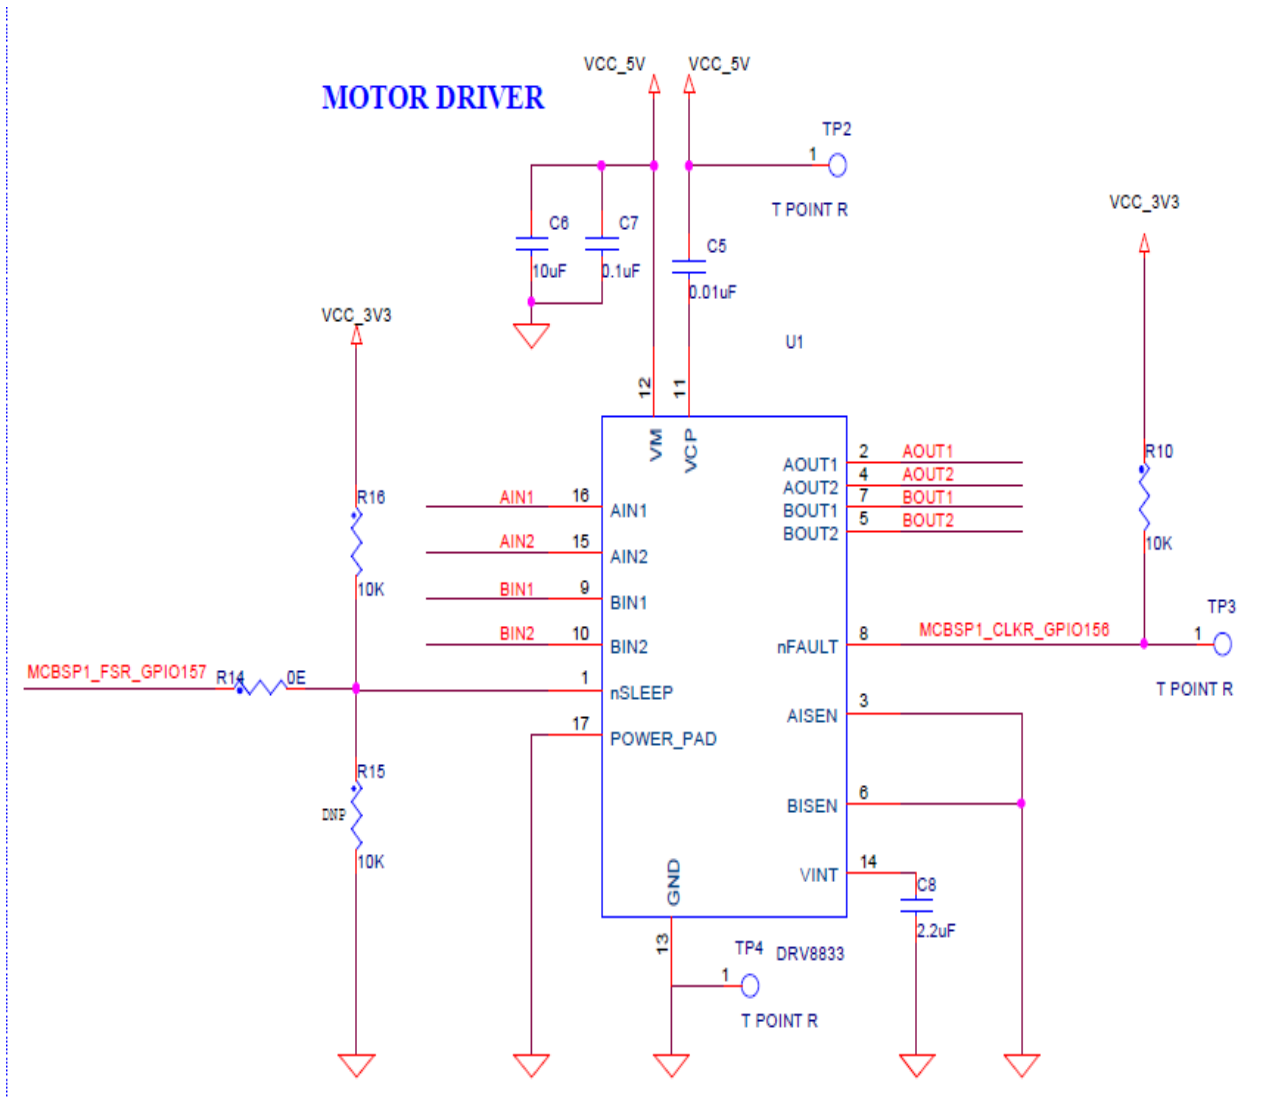 VCC_5V VCC_5V
MOTOR DRIVER
TP2
1
T POINT R
VCC_3V3
C6 C7
C5
10uF 0.1uF
0.01uF
VCC_3V3
U1
12 11
VM VCP
R10
10K
R16
10K
AIN1 16 AIN1
AIN2 15 AIN2
BIN1 9 BIN1
BIN2 10 BIN2
AOUT1 2 AOUT1
AOUT2 4 AOUT2
BOUT1 7 BOUT1
BOUT2 5 BOUT2
nFAULT 8 MCBSP1_CLKR_GPIO156
TP3
1
T POINT R
MCBSP1_FSR_GPIO157 R14 0E
1 nSLEEP
17 POWER_PAD
AISEN 3
BISEN 6
VINT 14
R15
DNP
10K
C8
2.2uF
GND
13
TP4
1
T POINT R
DRV8833